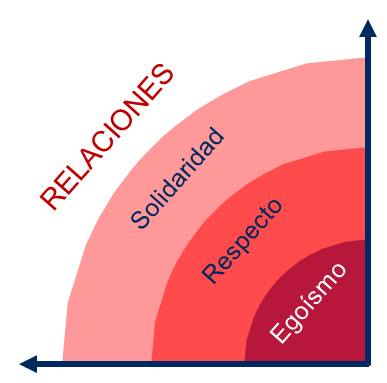 RELACIONES
Solidaridad
Respecto
Egoísmo